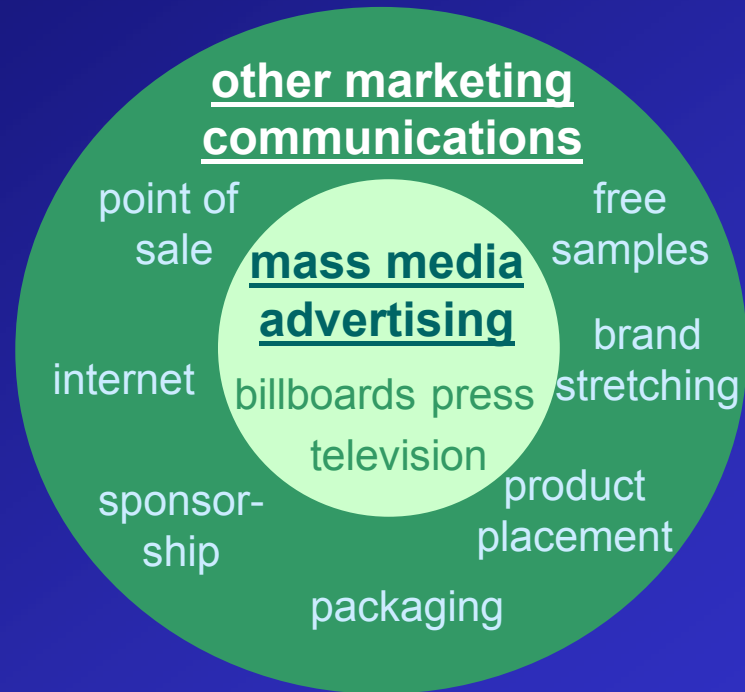 other marketing
communications
point of
sale
free
samples
mass media
advertising
billboards press
television
internet
brand
stretching
sponsor-
ship
product
placement
packaging